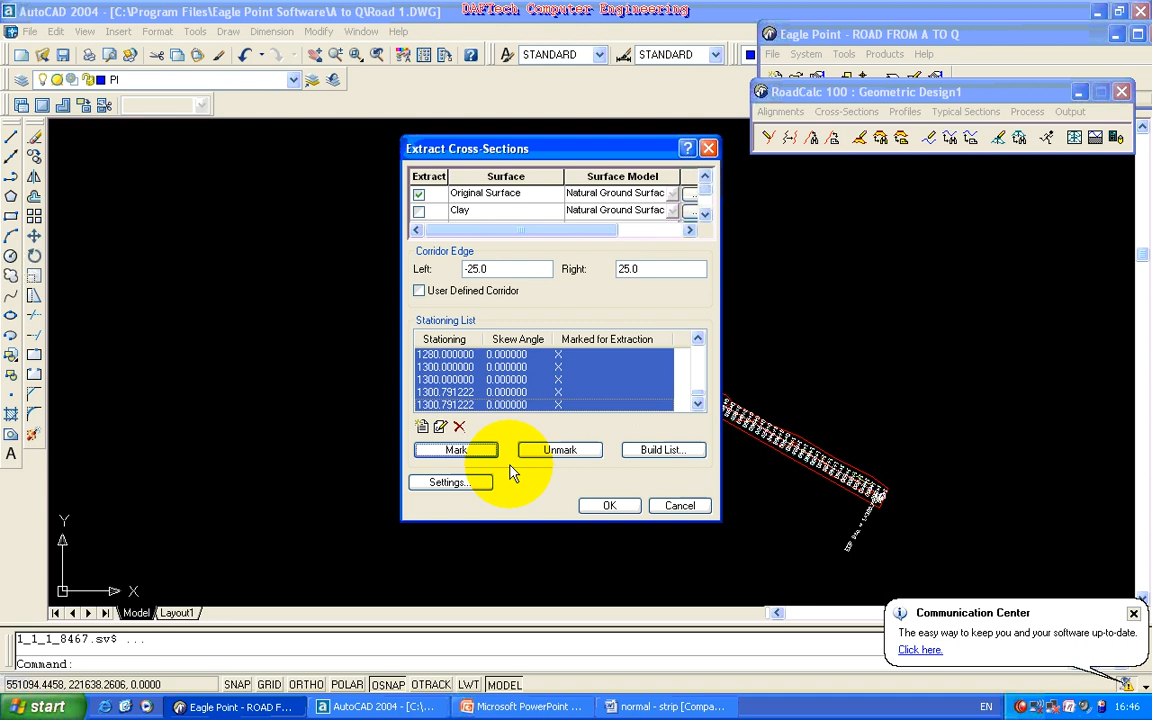 AutoCAD 2004 - [C:\Program Files\Eagle Point Software\A to Q\Road 1.DWG]
DAFTech Computer Engineering
File Edit View Insert Format Tools Draw Dimension Modify Window Help
STANDARD STANDARD
PI
Eagle Point - ROAD FROM A TO Q
File System Tools Products Help
RoadCalc 100 : Geometric Design1
Alignments Cross-Sections Profiles Typical Sections Process Output
Extract Cross-Sections
Extract Surface Surface Model
Original Surface Natural Ground Surfac ...
Clay Natural Ground Surfac ...
Corridor Edge
Left: -25.0 Right: 25.0
User Defined Corridor
Stationing List
Stationing Skew Angle Marked for Extraction
1280.000000 0.000000 X
1300.000000 0.000000 X
1300.000000 0.000000 X
1300.791222 0.000000 X
1300.791222 0.000000 X
Mark Unmark Build List...
Settings...
OK Cancel
Y
X
Model Layout1
Communication Center
The easy way to keep you and your software up-to-date.
Click here.
1_1_1_8467.sv$ ...
Command:
551094.4458, 221638.2606, 0.0000 SNAP GRID ORTHO POLAR OSNAP OTRACK LWT MODEL
start Eagle Point - ROAD F... AutoCAD 2004 - [C:\... Microsoft PowerPoint ... normal - strip [Compa... EN 16:46